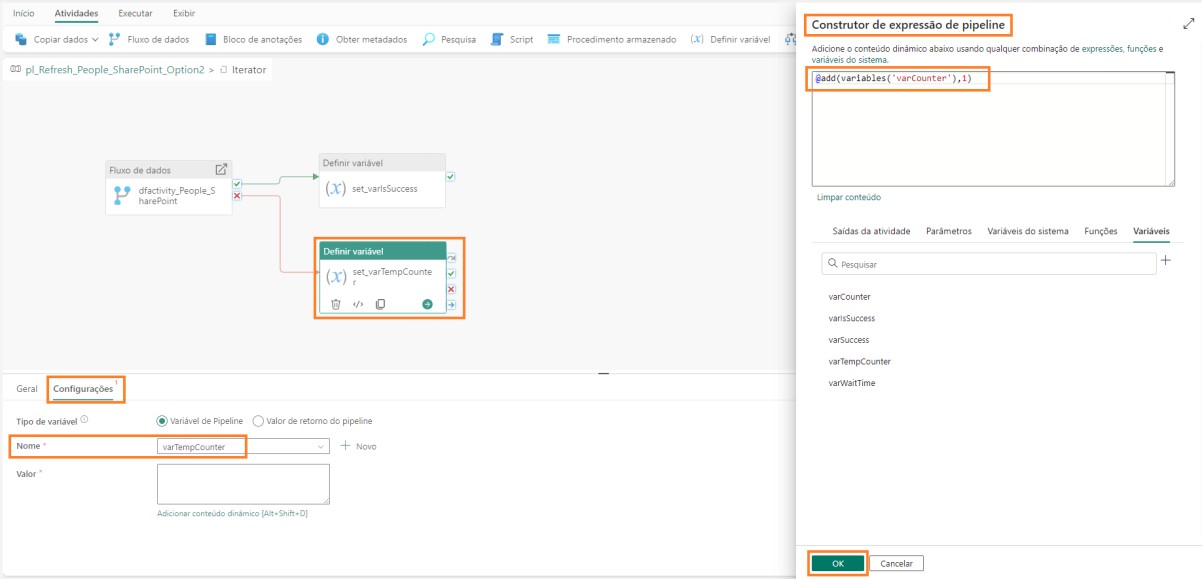 Início Atividades Executar Exibir
Copiar dados Fluxo de dados Bloco de anotações Obter metadados Pesquisa Script Procedimento armazenado (x) Definir variável
pl_Refresh_People_SharePoint_Option2 > Iterator
Fluxo de dados
dfactivity_People_S
harePoint
Definir variável
(x) set_varIsSuccess
Definir variável
(x) set_varTempCounte
r
Geral Configurações 1
Tipo de variável Variável de Pipeline Valor de retorno do pipeline
Nome * varTempCounter + Novo
Valor *
Adicionar conteúdo dinâmico [Alt+Shift+D]
Construtor de expressão de pipeline
Adicione o conteúdo dinâmico abaixo usando qualquer combinação de expressões, funções e
variáveis do sistema.
@add(variables('varCounter'),1)
Limpar conteúdo
Saídas da atividade Parâmetros Variáveis do sistema Funções Variáveis
Pesquisar
varCounter
varIsSuccess
varSuccess
varTempCounter
varWaitTime
OK Cancelar